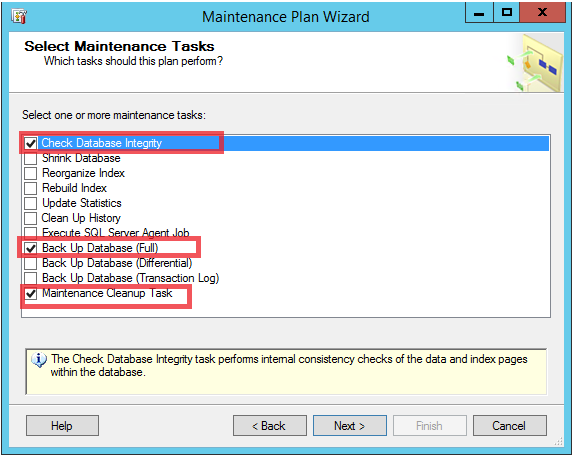 Maintenance Plan Wizard
Select Maintenance Tasks
Which tasks should this plan perform?
Select one or more maintenance tasks:
Check Database Integrity
Shrink Database
Reorganize Index
Rebuild Index
Update Statistics
Clean Up History
Execute SQL Server Agent Job
Back Up Database (Full)
Back Up Database (Differential)
Back Up Database (Transaction Log)
Maintenance Cleanup Task
The Check Database Integrity task performs internal consistency checks of the data and index pages
within the database.
Help
< Back
Next >
Finish
Cancel